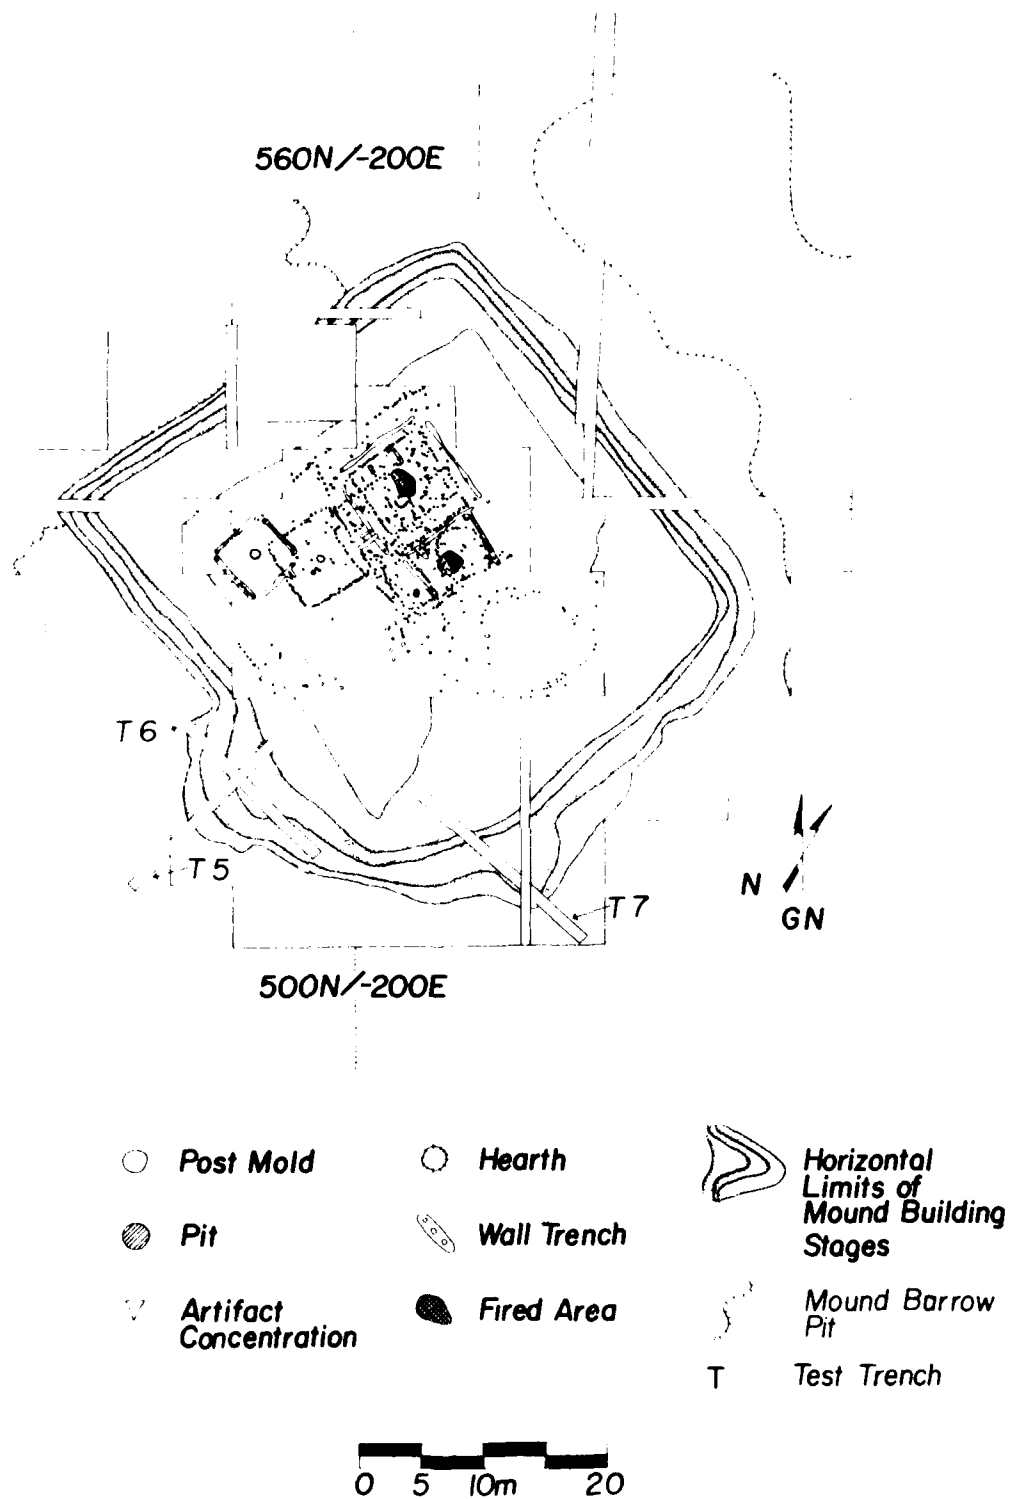 560N/-200E
T6
T5
T7
N
GN
500N/-200E
Post Mold
Hearth
Horizontal
Limits of
Mound Building
Stages
Pit
Wall Trench
Artifact
Concentration
Fired Area
Mound Barrow
Pit
T
Test Trench
0 5 10m 20